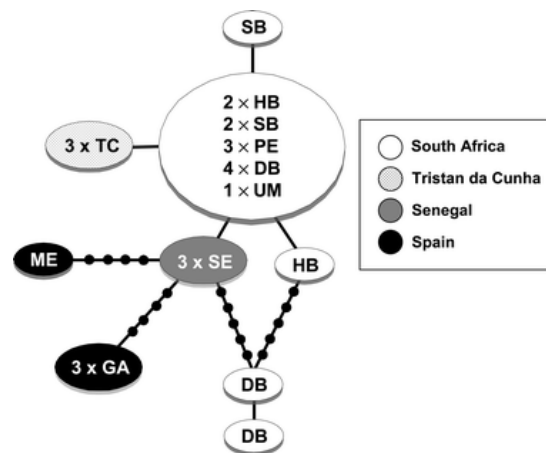 SB
2 × HB
2 × SB
3 × PE
4 × DB
1 × UM
3 x TC
South Africa
Tristan da Cunha
Senegal
Spain
ME
3 x SE
HB
3 x GA
DB
DB